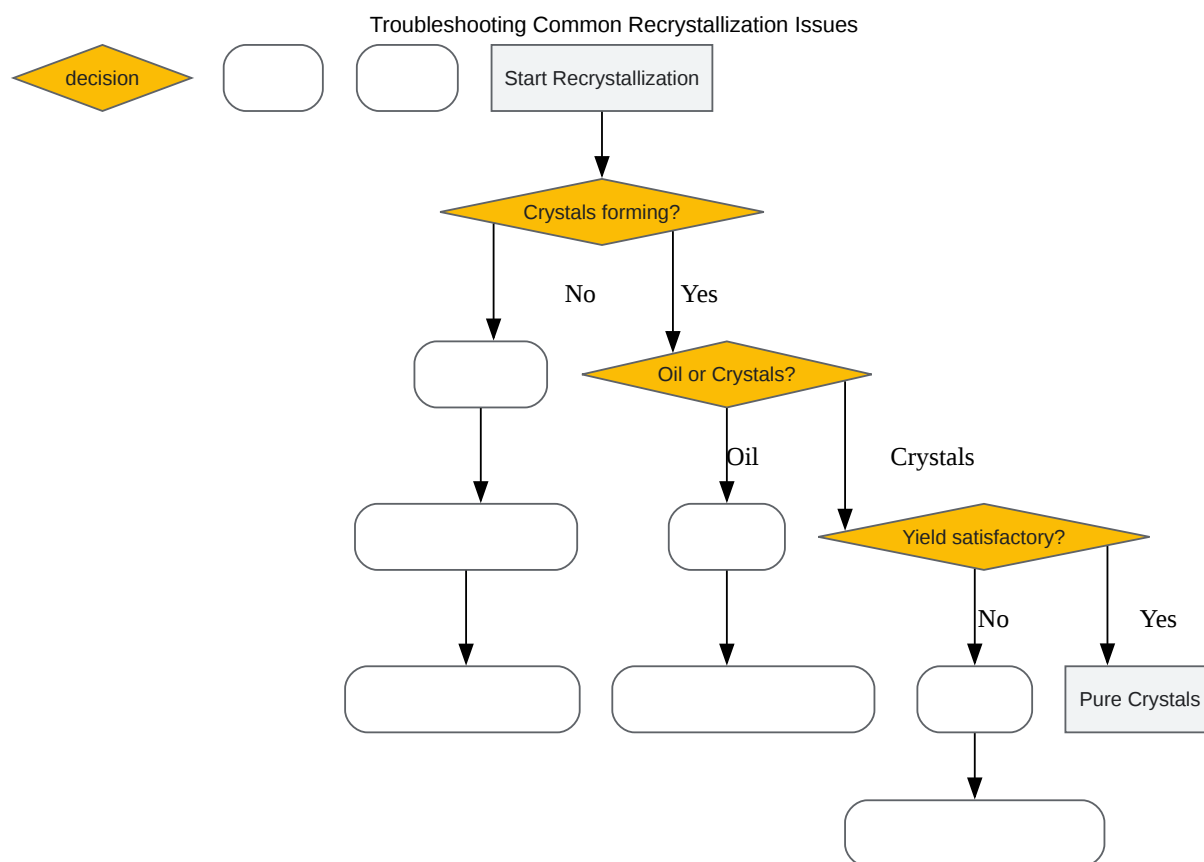 Troubleshooting Common Recrystallization Issues
decision
Start Recrystallization
Crystals forming?
No
Yes
Oil or Crystals?
Oil
Crystals
Yield satisfactory?
No
Yes
Pure Crystals